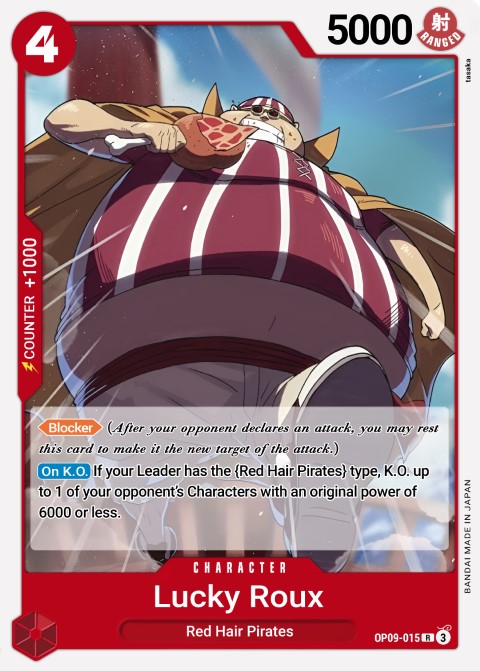 4
5000
射
RANGED
tasaka
COUNTER +1000
Blocker (After your opponent declares an attack, you may rest
this card to make it the new target of the attack.)
On K.O. If your Leader has the {Red Hair Pirates} type, K.O. up
to 1 of your opponent's Characters with an original power of
6000 or less.
BANDAI MADE IN JAPAN
CHARACTER
Lucky Roux
Red Hair Pirates
OP09-015 R 3